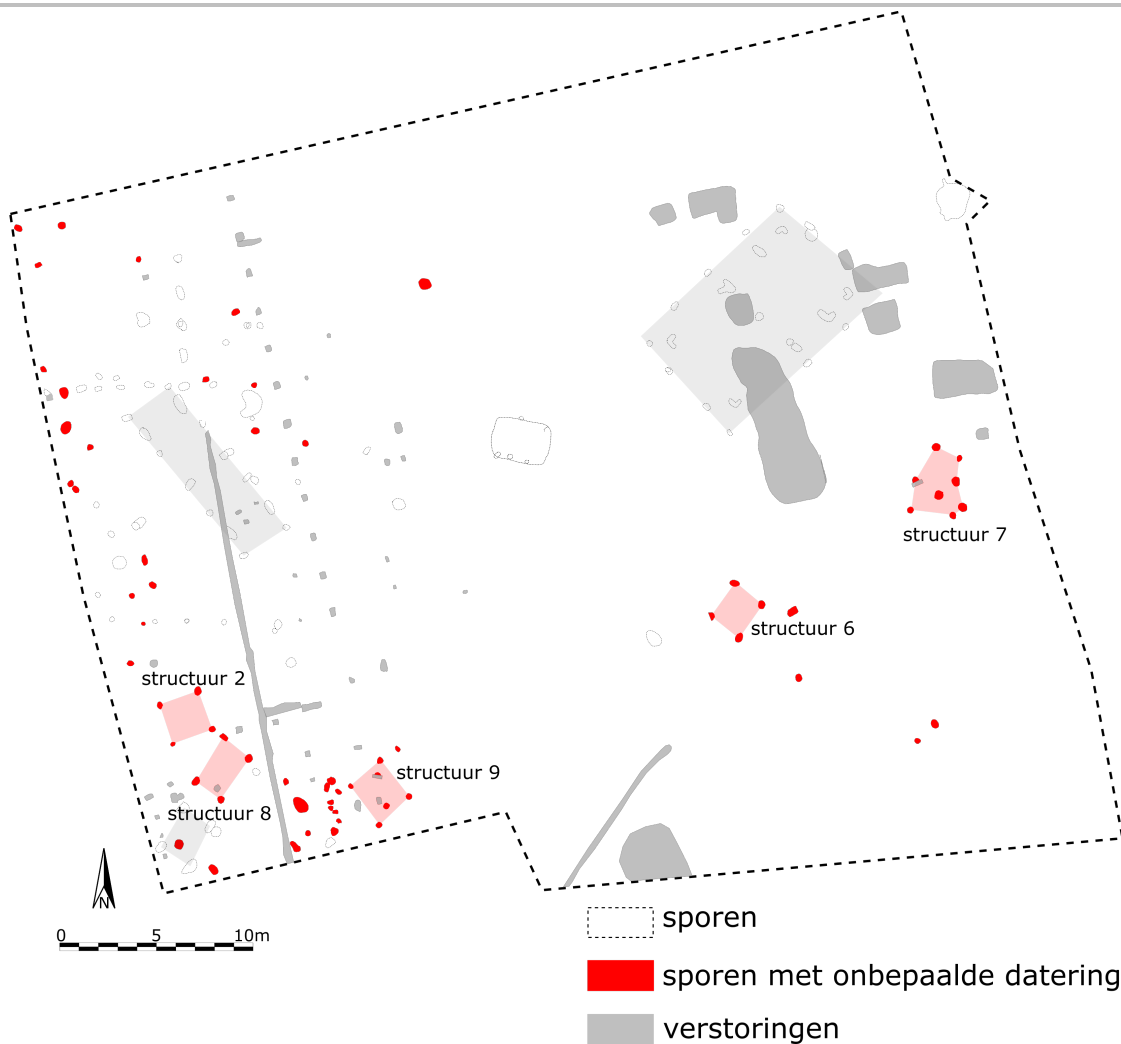 structuur 7
structuur 6
structuur 2
structuur 9
structuur 8
N
0 5 10m
sporen
sporen met onbepaalde datering
verstoringen